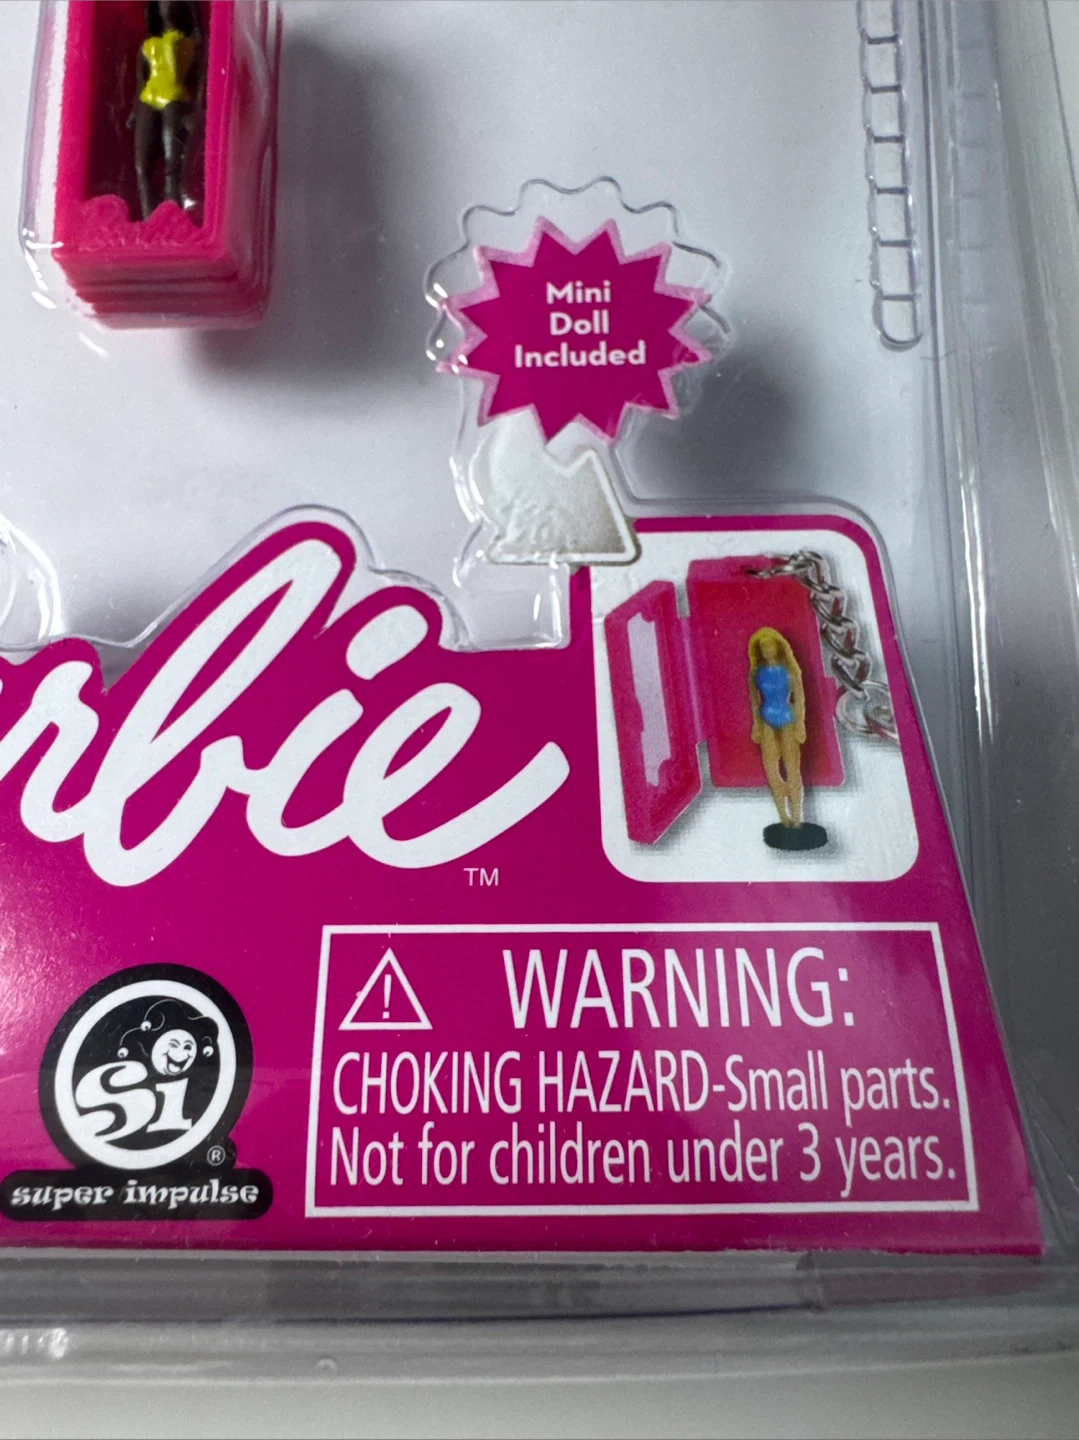 Mini
Doll
Included
rbie
TM
WARNING:
CHOKING HAZARD-Small parts.
Not for children under 3 years.
Si
®
super impulse